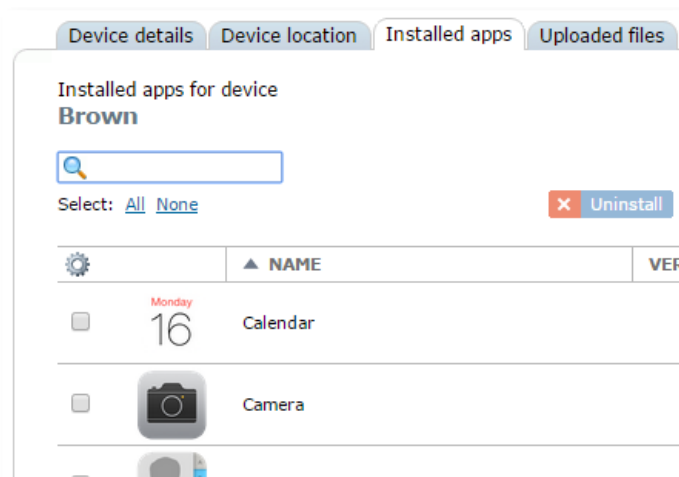 Device details Device location Installed apps Uploaded files
Installed apps for device
Brown
Select: All None
Uninstall
NAME VER
Monday
16 Calendar
Camera